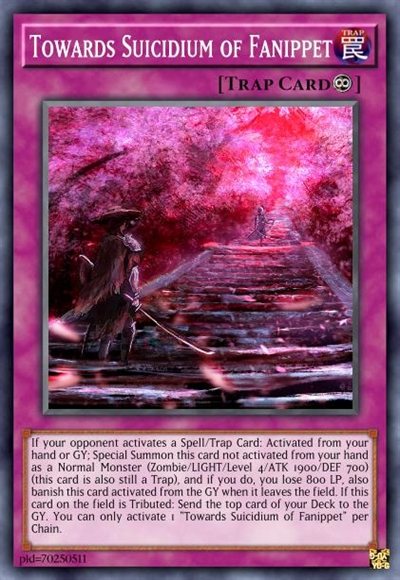 Towards Suicidium of Fanippet
TRAP
罠
[Trap Card]
If your opponent activates a Spell/Trap Card: Activated from your
hand or GY; Special Summon this card not activated from your hand
as a Normal Monster (Zombie/LIGHT/Level 4/ATK 1900/DEF 700)
(this card is also still a Trap), and if you do, you lose 800 LP, also
banish this card activated from the GY when it leaves the field. If this
card on the field is Tributed: Send the top card of your Deck to the
GY. You can only activate 1 "Towards Suicidium of Fanippet" per
Chain.
pid=70250511